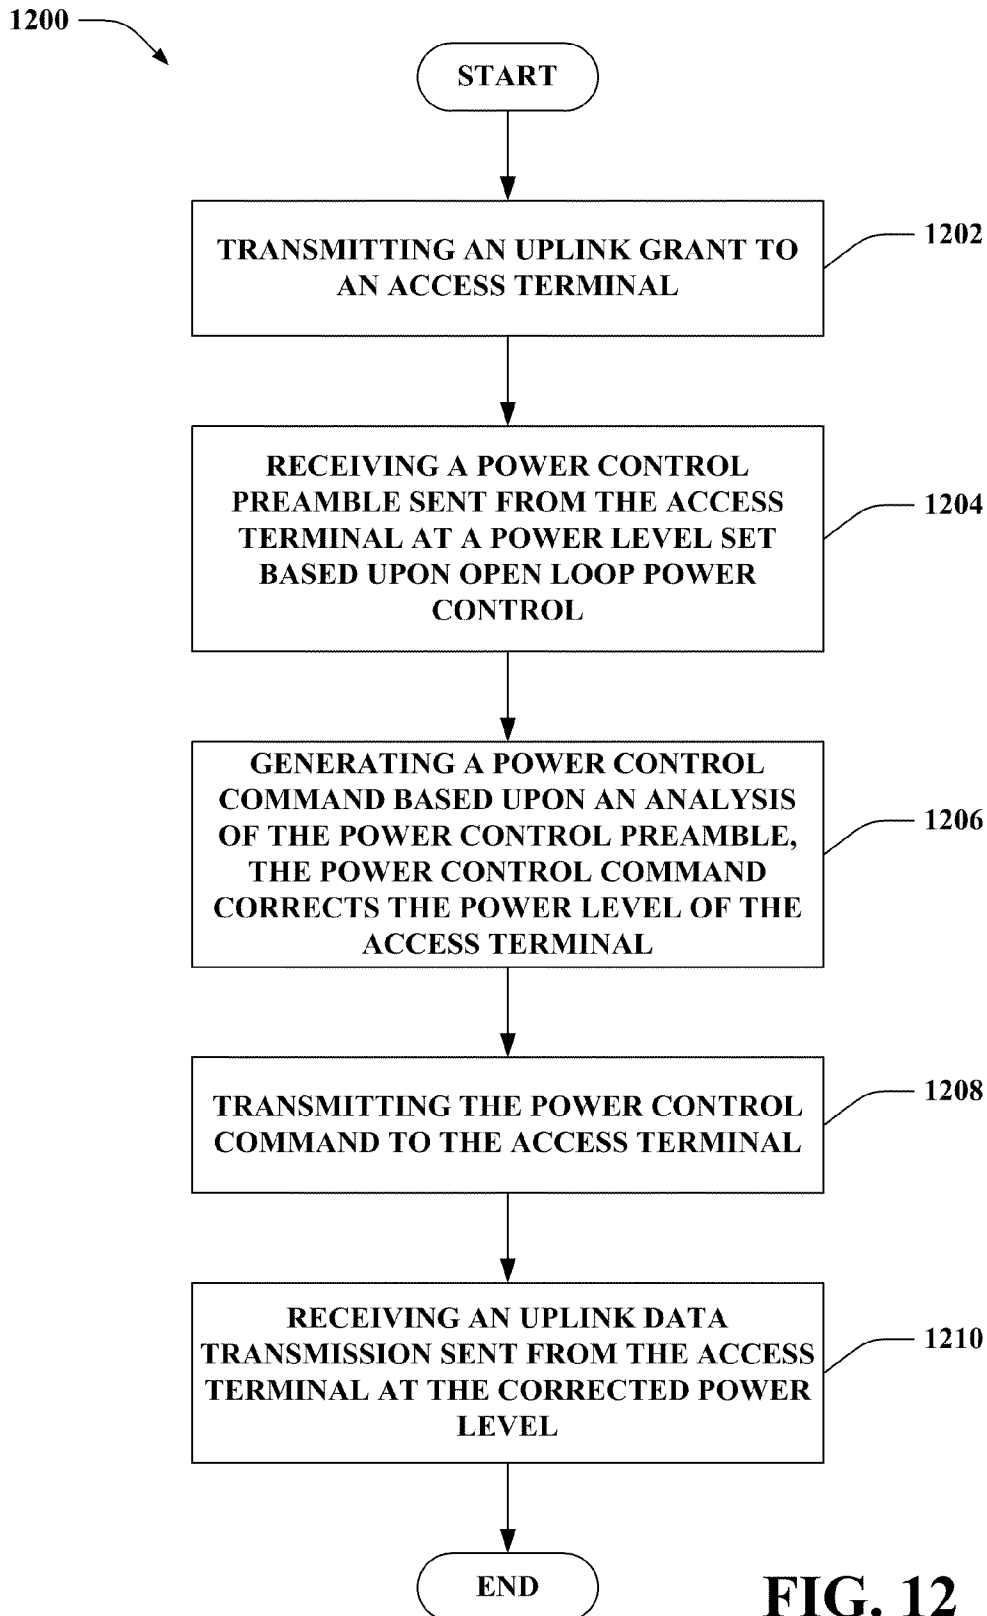 1200
START
TRANSMITTING AN UPLINK GRANT TO
AN ACCESS TERMINAL
1202
RECEIVING A POWER CONTROL
PREAMBLE SENT FROM THE ACCESS
TERMINAL AT A POWER LEVEL SET
BASED UPON OPEN LOOP POWER
CONTROL
1204
GENERATING A POWER CONTROL
COMMAND BASED UPON AN ANALYSIS
OF THE POWER CONTROL PREAMBLE,
THE POWER CONTROL COMMAND
CORRECTS THE POWER LEVEL OF THE
ACCESS TERMINAL
1206
TRANSMITTING THE POWER CONTROL
COMMAND TO THE ACCESS TERMINAL
1208
RECEIVING AN UPLINK DATA
TRANSMISSION SENT FROM THE ACCESS
TERMINAL AT THE CORRECTED POWER
LEVEL
1210
END
FIG. 12